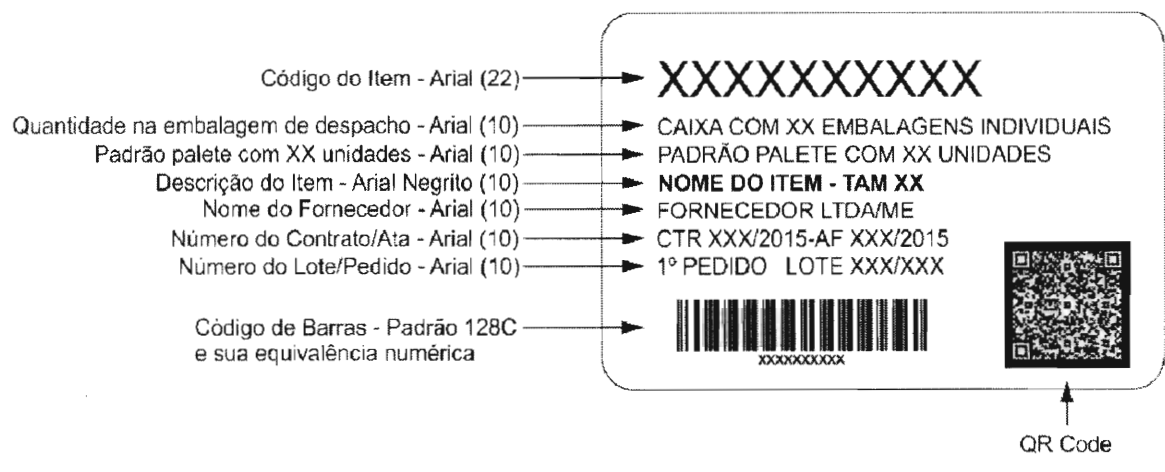 Código do Item - Arial (22)
XXXXXXXXXX
Quantidade na embalagem de despacho - Arial (10)
CAIXA COM XX EMBALAGENS INDIVIDUAIS
Padrão palete com XX unidades - Arial (10)
PADRÃO PALETE COM XX UNIDADES
Descrição do Item - Arial Negrito (10)
NOME DO ITEM - TAM XX
Nome do Fornecedor - Arial (10)
FORNECEDOR LTDA/ME
Número do Contrato/Ata - Arial (10)
CTR XXX/2015-AF XXX/2015
Número do Lote/Pedido - Arial (10)
1º PEDIDO LOTE XXX/XXX
Código de Barras - Padrão 128C
e sua equivalência numérica
XXXXXXXXXX
QR Code